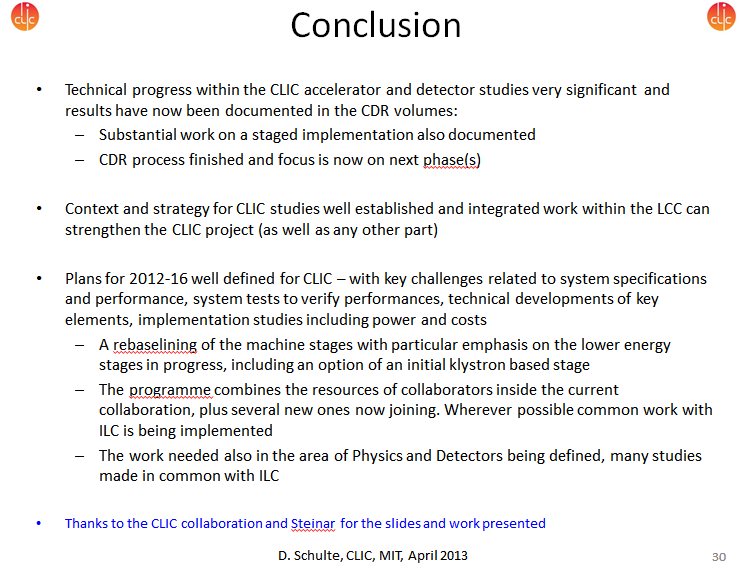 clic
clic
Conclusion
• Technical progress within the CLIC accelerator and detector studies very significant and
results have now been documented in the CDR volumes:
– Substantial work on a staged implementation also documented
– CDR process finished and focus is now on next phase(s)
• Context and strategy for CLIC studies well established and integrated work within the LCC can
strengthen the CLIC project (as well as any other part)
• Plans for 2012-16 well defined for CLIC – with key challenges related to system specifications
and performance, system tests to verify performances, technical developments of key
elements, implementation studies including power and costs
– A rebaselining of the machine stages with particular emphasis on the lower energy
stages in progress, including an option of an initial klystron based stage
– The programme combines the resources of collaborators inside the current
collaboration, plus several new ones now joining. Wherever possible common work with
ILC is being implemented
– The work needed also in the area of Physics and Detectors being defined, many studies
made in common with ILC
• Thanks to the CLIC collaboration and Steinar for the slides and work presented
D. Schulte, CLIC, MIT, April 2013
30